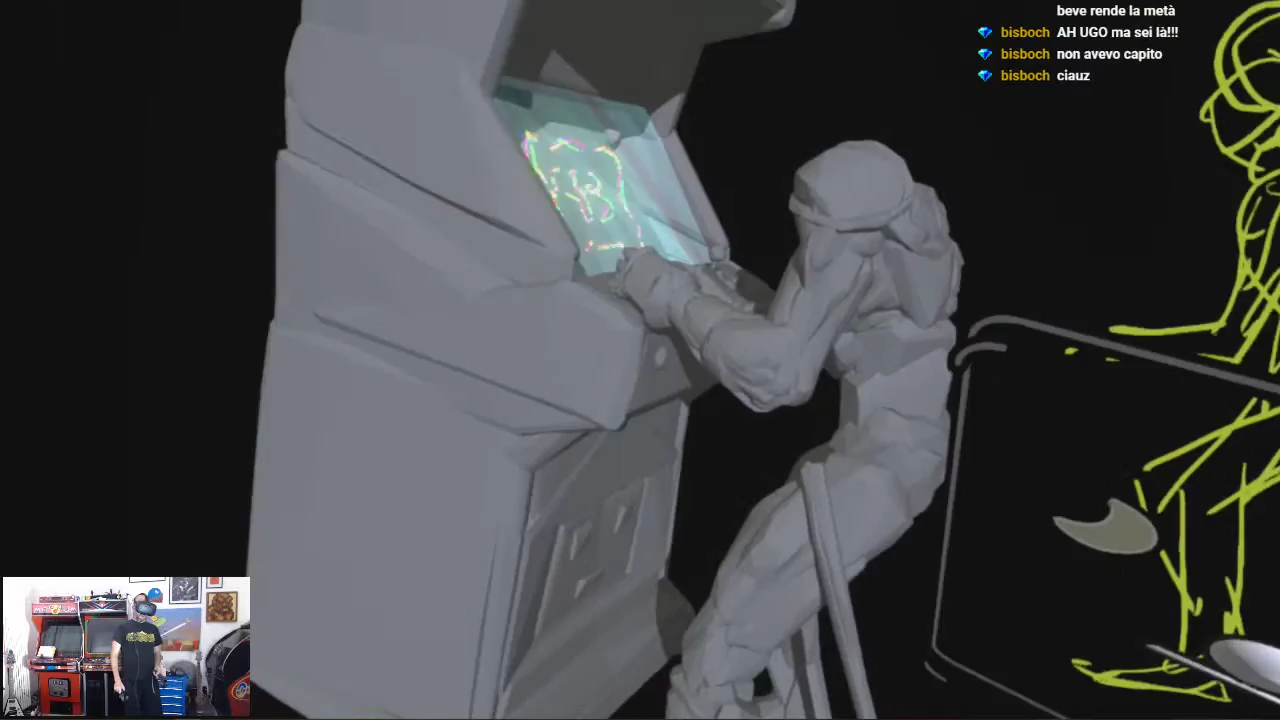 beve rende la metà
bisboch AH UGO ma sei là!!!
bisboch non avevo capito
bisboch ciauz